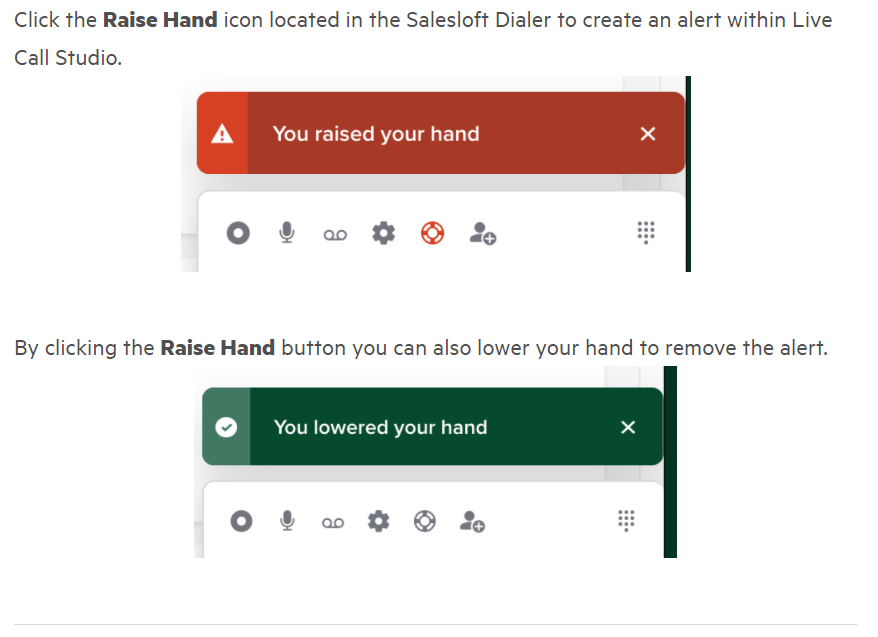 Click the Raise Hand icon located in the Salesloft Dialer to create an alert within Live
Call Studio.
You raised your hand
By clicking the Raise Hand button you can also lower your hand to remove the alert.
You lowered your hand